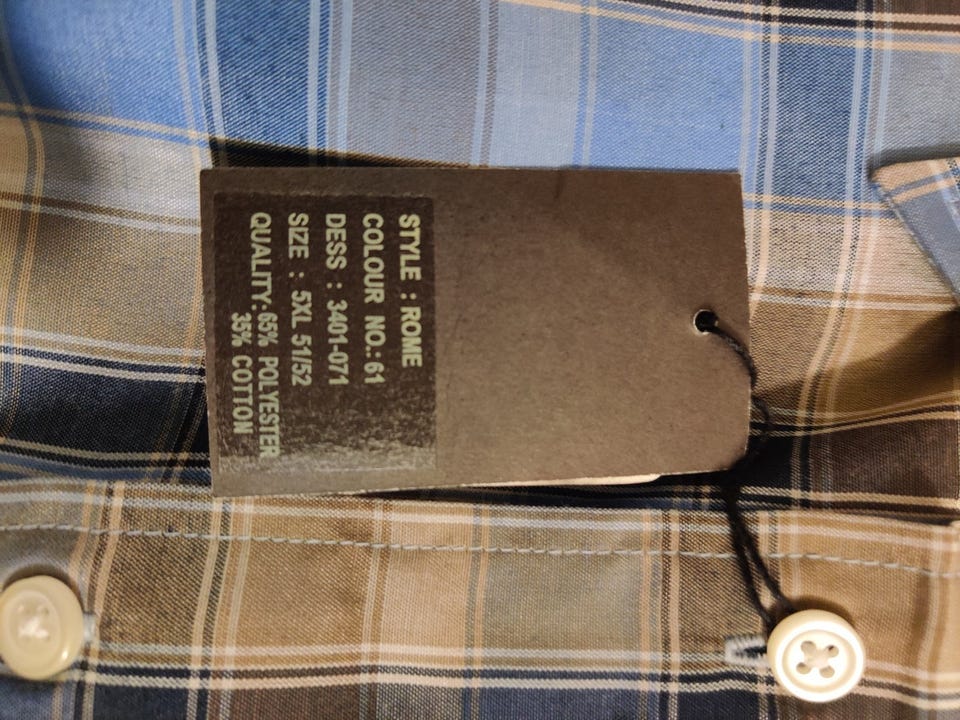 STYLE : ROME
COLOUR NO.: 61
DESS : 3401-071
SIZE : 5XL 51/52
QUALITY: 65% POLYESTER
35% COTTON